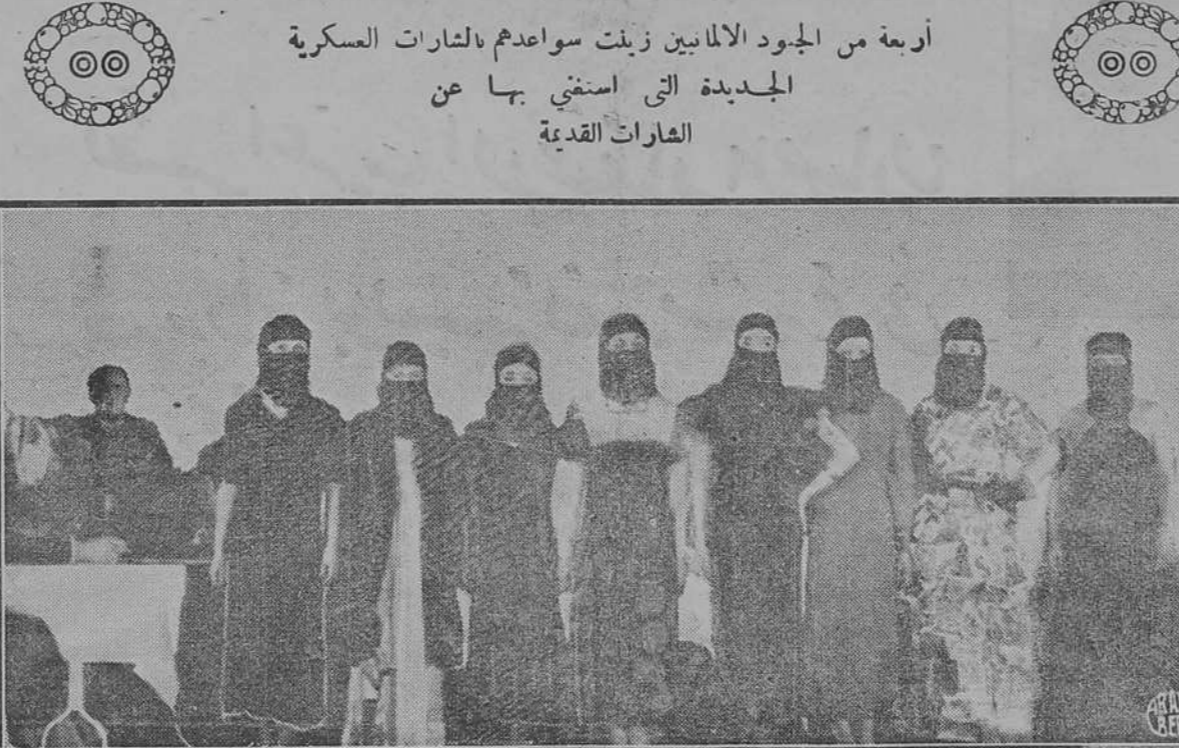 أربعة من الجنود الالمانيين زينت سواعدهم بالشارات العسكرية
الجديدة التى استغني بها عن
الشارات القديمة